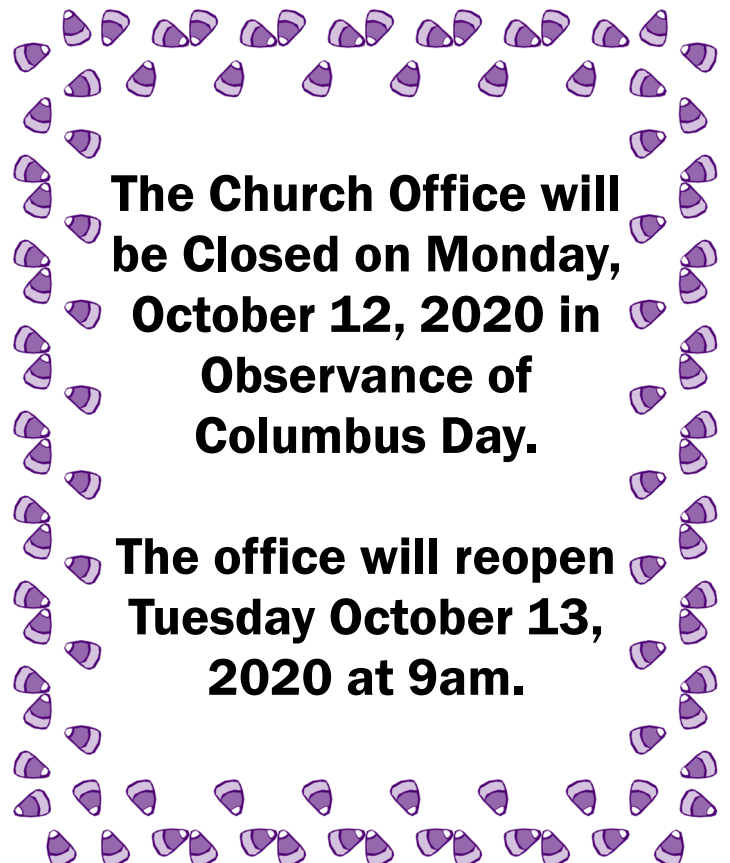 The Church Office will
be Closed on Monday,
October 12, 2020 in
Observance of
Columbus Day.
The office will reopen
Tuesday October 13,
2020 at 9am.